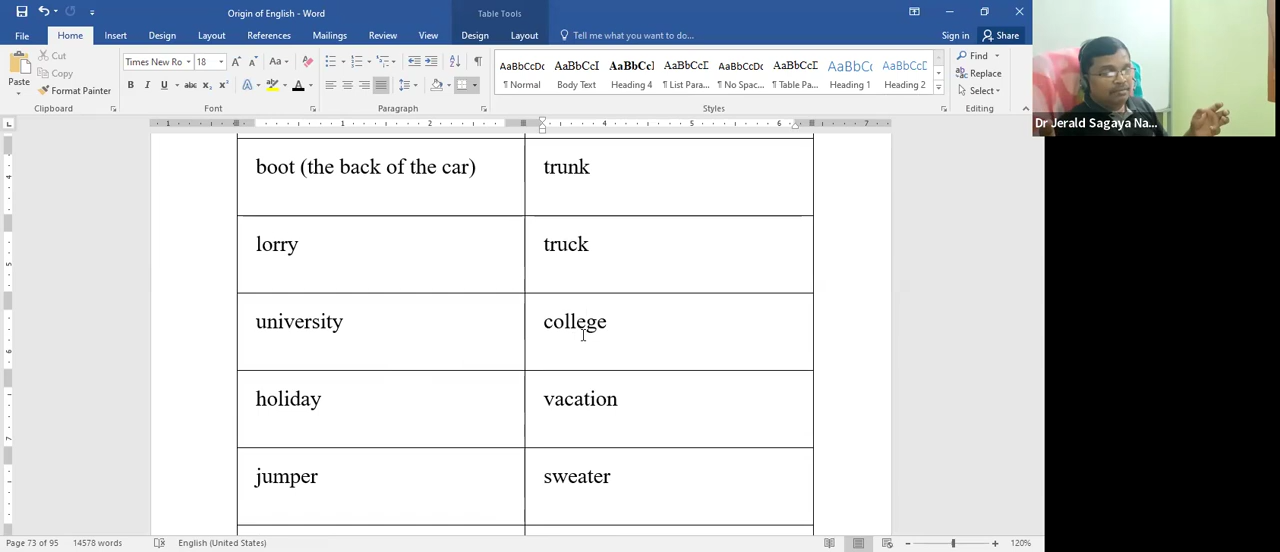 Origin of English - Word
Table Tools
Sign in
Share
File
Home
Insert
Design
Layout
References
Mailings
Review
View
Design
Layout
Tell me what you want to do...
Paste
Cut
Copy
Format Painter
Clipboard
Times New Ro
18
Font
Paragraph
AaBbCcDc
¶ Normal
Body Text
Heading 4
¶ List Para...
¶ No Spac...
¶ Table Pa...
Heading 1
Heading 2
Styles
Find
Replace
Select
Editing
Dr Jerald Sagaya Na...
boot (the back of the car)
trunk
lorry
truck
university
college
holiday
vacation
jumper
sweater
Page:73 of 95
14578 words
English (United States)
120%